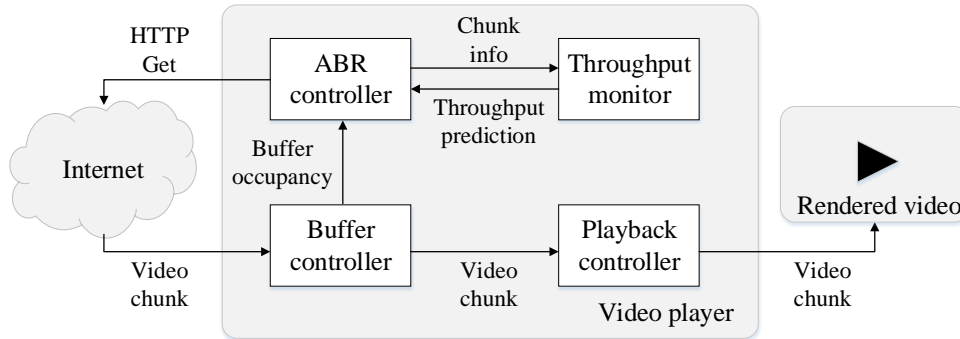 HTTP
Get
ABR
controller
Chunk
info
Throughput
monitor
Throughput
prediction
Internet
Buffer
occupancy
Rendered video
Buffer
controller
Playback
controller
Video
chunk
Video
chunk
Video
chunk
Video player